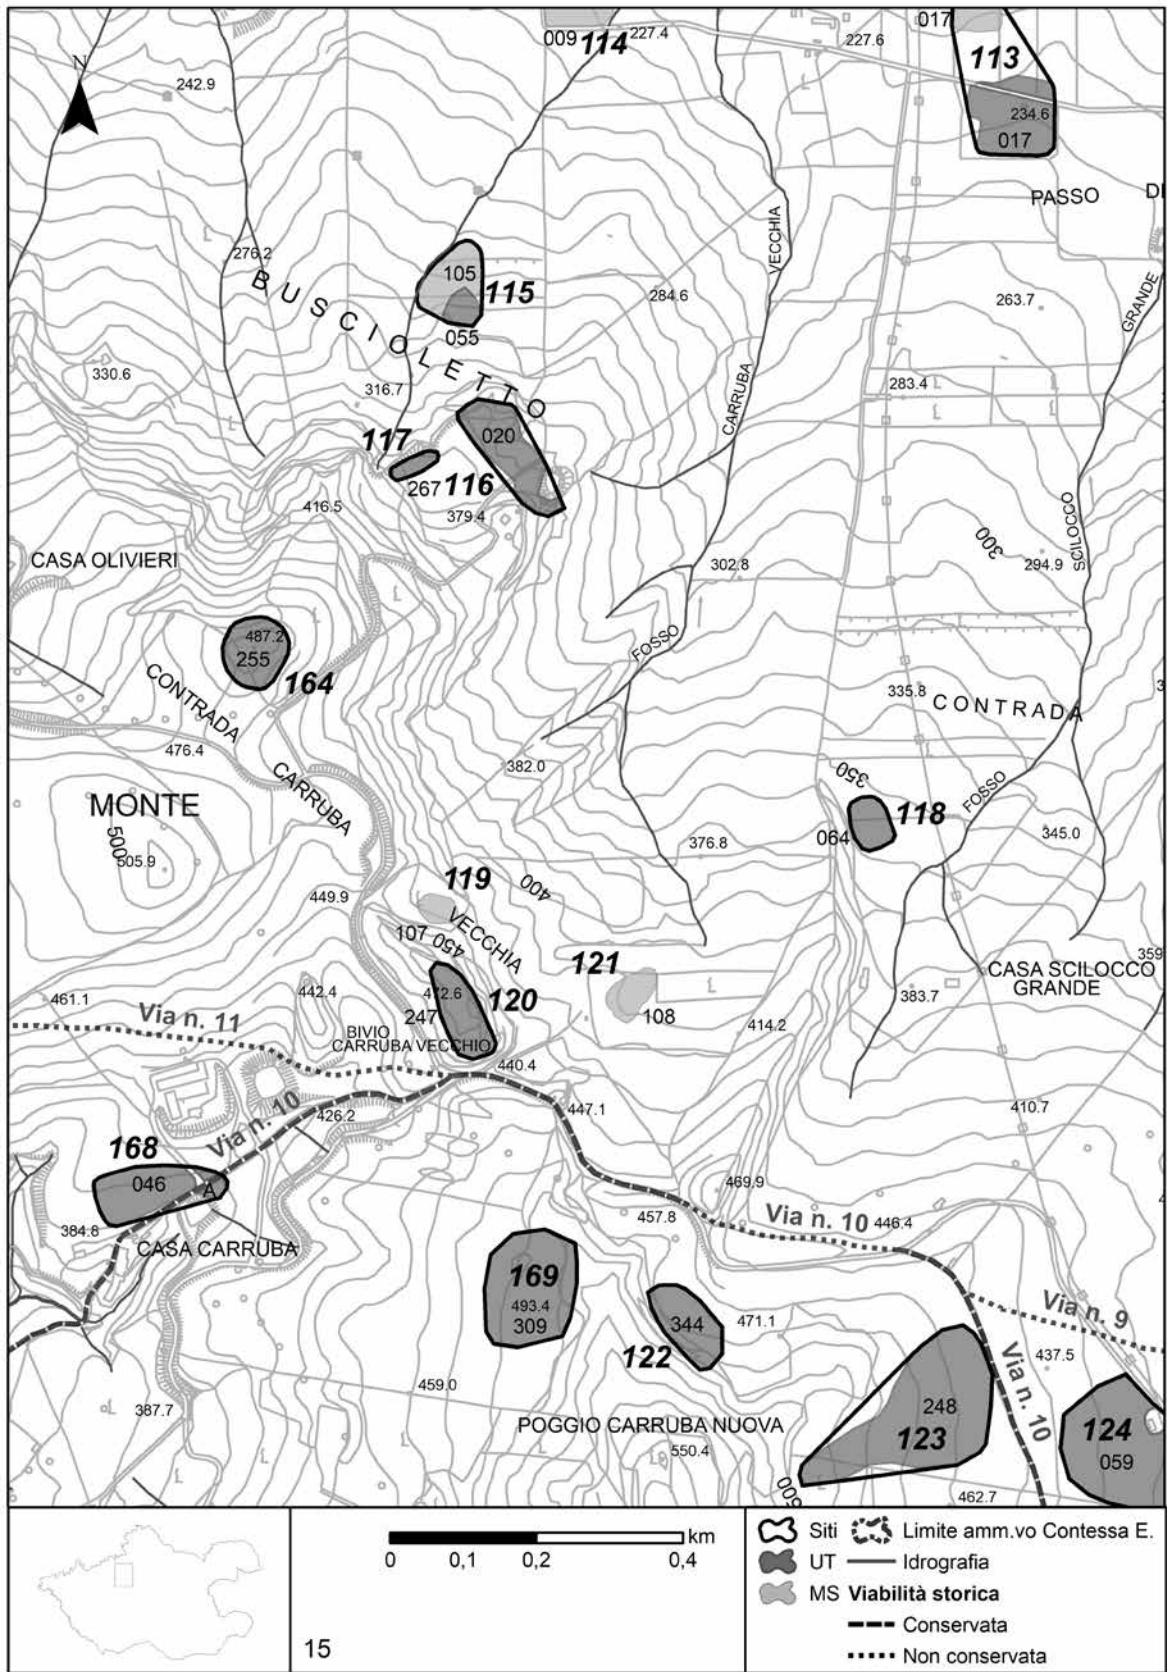 009 114 227.4
227.6
017
113
234.6
017
N
242.9
PASSO
DI
276.2
BUSCIOLETTO
105
115
055
284.6
VECCHIA
263.7
GRANDE
330.6
316.7
283.4
CARRUBA
117
020
267 116
416.5
379.4
SCILOCCO
300
CASA OLIVIERI
302.8
294.9
487.2
255
164
FOSSO
CONTRADA
335.8
CONTRADA
3
476.4
382.0
CARRUBA
350
FOSSO
MONTE
500
505.9
118
064
345.0
376.8
119
400
449.9
107
450
VECCHIA
121
359
CASA SCILOCCO
GRANDE
461.1
442.4
472.6
120
247
108
383.7
Via n. 11
BIVIO
CARRUBA VECCHIO
414.2
440.4
Via n. 10
426.2
447.1
410.7
168
046
A
469.9
384.8
457.8
Via n. 10
446.4
CASA CARRUBA
169
493.4
309
344
122
471.1
Via n. 9
437.5
Via n. 10
459.0
387.7
248
123
124
059
POGGIO CARRUBA NUOVA
550.4
500
462.7
km
0 0,1 0,2 0,4
15
Siti Limite amm.vo Contessa E.
UT Idrografia
MS Viabilità storica
Conservata
Non conservata